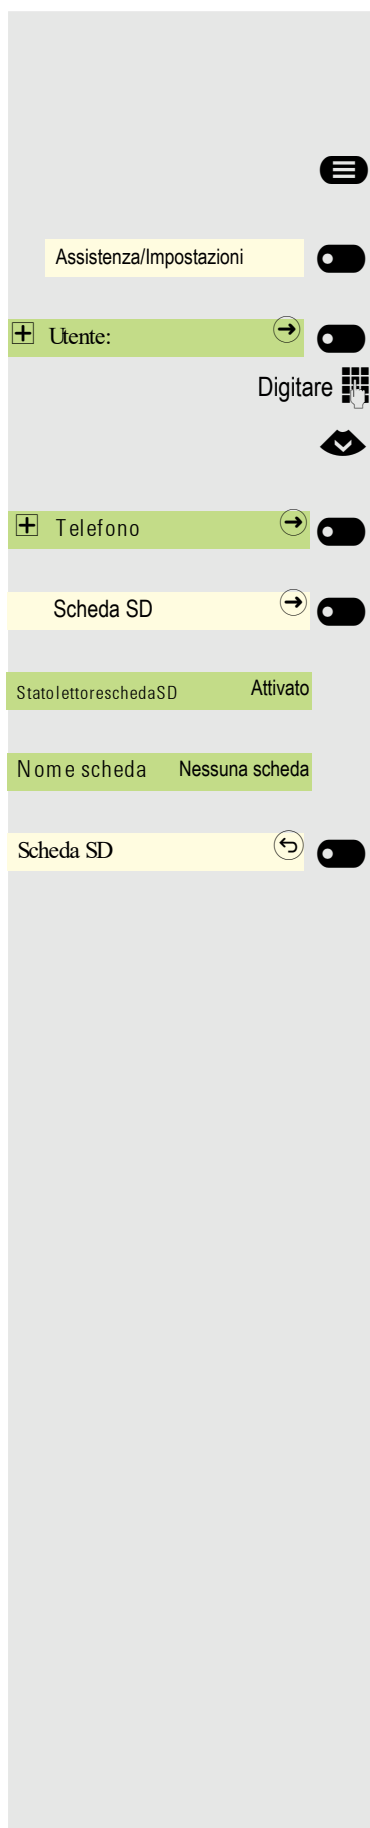 Assistenza/Impostazioni
Utente:
Digitare
Telefono
Scheda SD
StatolettoreschedaSD Attivato
Nome scheda Nessuna scheda
Scheda SD